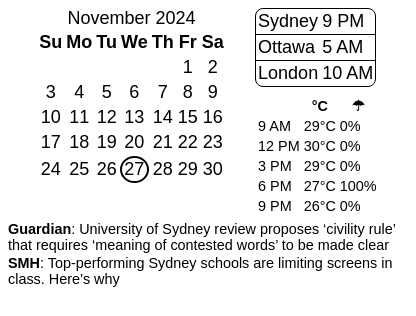 November 2024
Su Mo Tu We Th Fr Sa
1 2
3 4 5 6 7 8 9
10 11 12 13 14 15 16
17 18 19 20 21 22 23
24 25 26 27 28 29 30
Sydney 9 PM
Ottawa 5 AM
London 10 AM
°C ☂
9 AM 29°C 0%
12 PM 30°C 0%
3 PM 29°C 0%
6 PM 27°C 100%
9 PM 26°C 0%
Guardian: University of Sydney review proposes ‘civility rule’
that requires ‘meaning of contested words’ to be made clear
SMH: Top-performing Sydney schools are limiting screens in
class. Here’s why